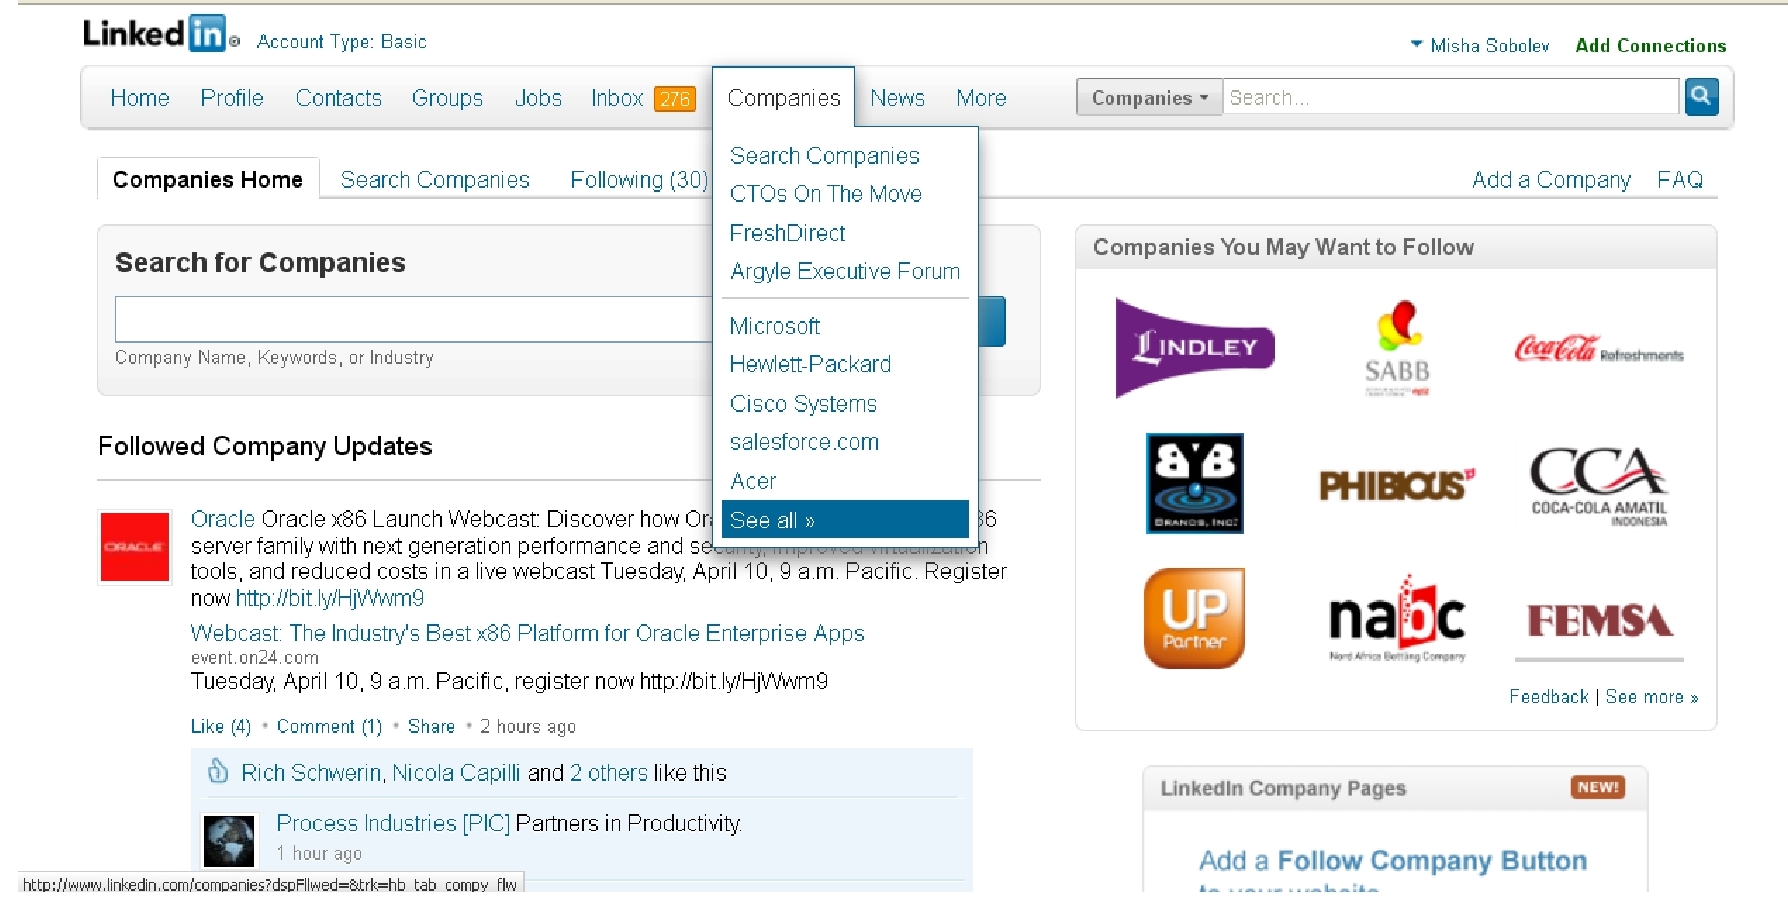 Linked in® Account Type: Basic
Misha Sobolev Add Connections
Home Profile Contacts Groups Jobs Inbox 276 Companies News More Companies Search...
Companies Home Search Companies Following (30) Add a Company FAQ
Search Companies
CTOs On The Move
FreshDirect
Argyle Executive Forum
Microsoft
Hewlett-Packard
Cisco Systems
salesforce.com
Acer
See all »
Search for Companies
Company Name, Keywords, or Industry
Followed Company Updates
ORACLE
Oracle Oracle x86 Launch Webcast: Discover how Or 86
server family with next generation performance and security, improved virtualization
tools, and reduced costs in a live webcast Tuesday, April 10, 9 a.m. Pacific. Register
now http://bit.ly/HjWwm9
Webcast: The Industry's Best x86 Platform for Oracle Enterprise Apps
event.on24.com
Tuesday, April 10, 9 a.m. Pacific, register now http://bit.ly/HjWwm9
Like (4) • Comment (1) • Share • 2 hours ago
Rich Schwerin, Nicola Capilli and 2 others like this
Process Industries [PIC] Partners in Productivity.
1 hour ago
http://www.linkedin.com/companies?dspFllwed=&trk=hb_tab_compy_flw
Companies You May Want to Follow
LINDLEY
SABB
Coca-Cola Refreshments
BYB
BRANDS, INC.
PHIBIOUS
CCA
COCA-COLA AMATIL
INDONESIA
UP
Partner
nabc
Nord Africa Bottling Company
FEMSA
Feedback | See more »
LinkedIn Company Pages NEW!
Add a Follow Company Button
to your website